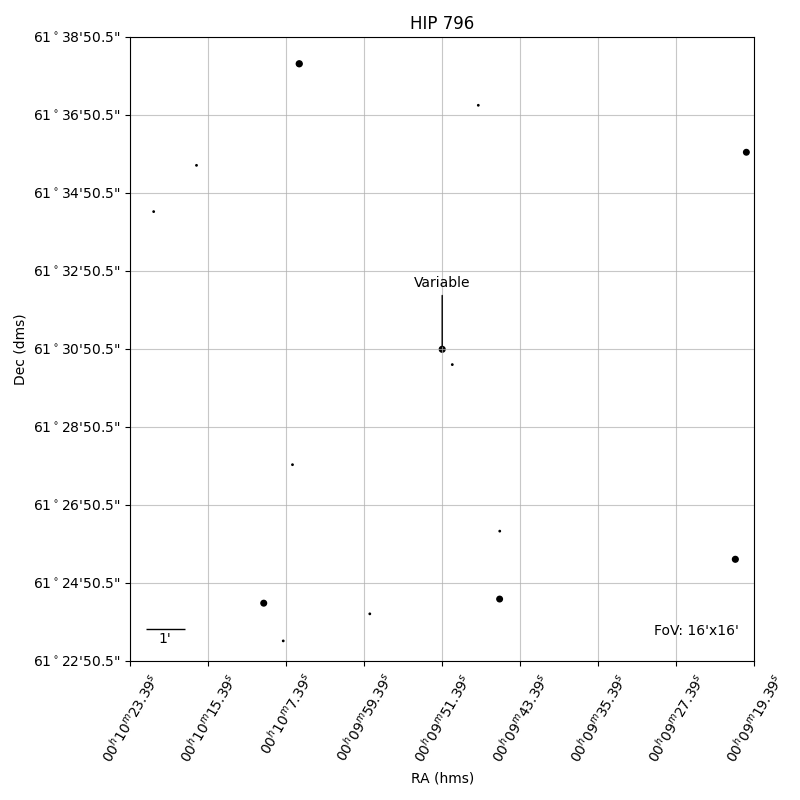 HIP 796
61°38'50.5"
61°36'50.5"
61°34'50.5"
61°32'50.5"
Variable
61°30'50.5"
61°28'50.5"
61°26'50.5"
61°24'50.5"
61°22'50.5"
Dec (dms)
1'
FoV: 16'x16'
00h10m23.39s
00h10m15.39s
00h10m7.39s
00h09m59.39s
00h09m51.39s
00h09m43.39s
00h09m35.39s
00h09m27.39s
00h09m19.39s
RA (hms)